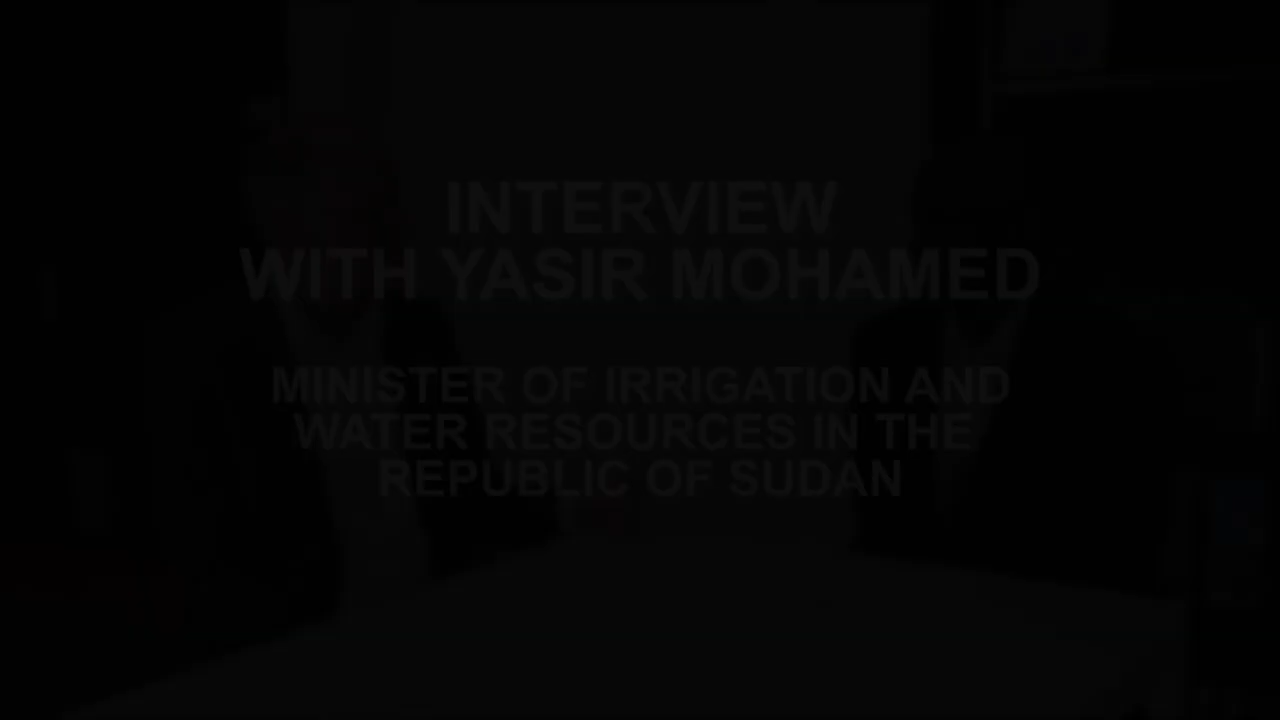 INTERVIEW
WITH YASIR MOHAMED
MINISTER OF IRRIGATION AND
WATER RESOURCES IN THE
REPUBLIC OF SUDAN